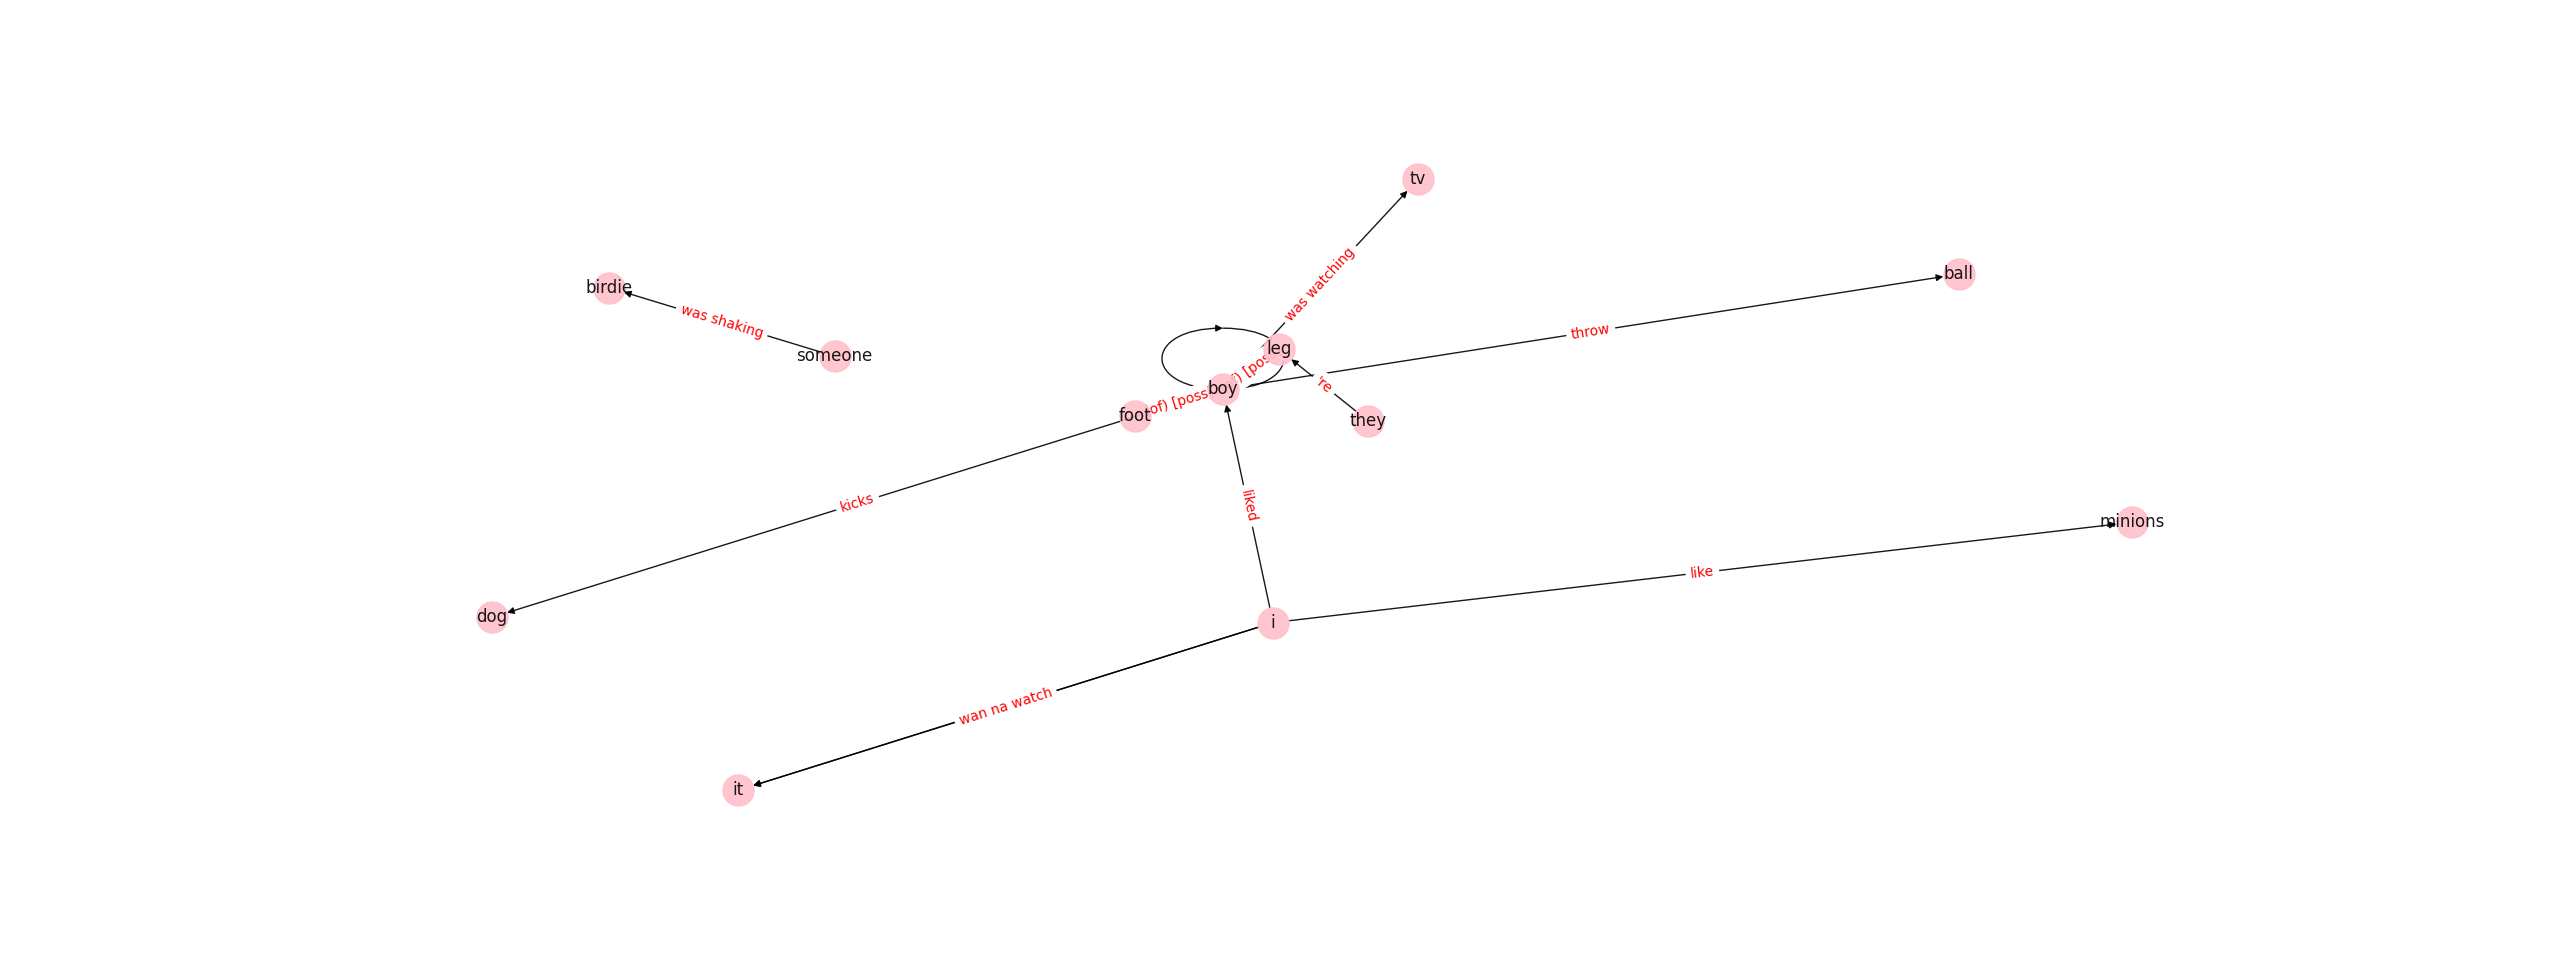 tv
was watching
ball
birdie
was shaking
throw
someone
leg
) [pos
're
boy
of) [poss
foot
they
kicks
liked
minions
like
dog
i
wan na watch
it